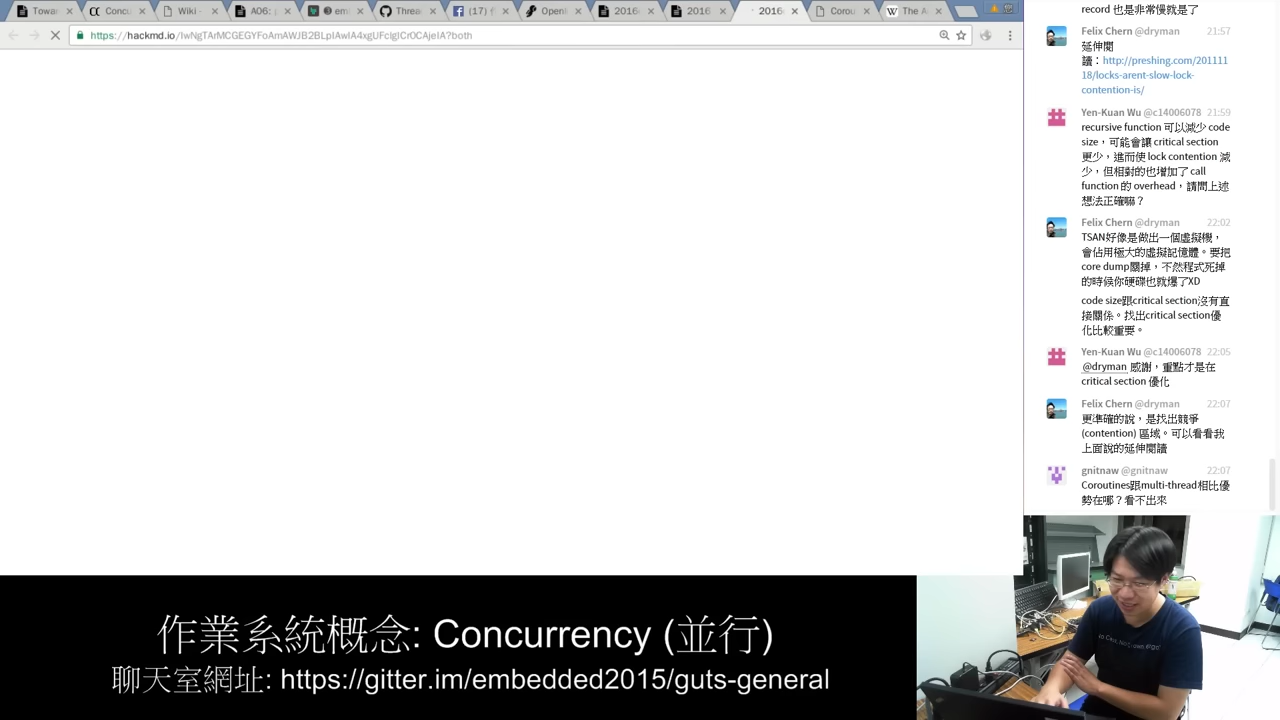 Towa
Concu
Wiki -
A06:
em
Threa
(17) f
Open
2016
2016
2016
Corou
W The A
https://hackmd.io/IwNgTArMCGEGYFoAmAWJB2BLpIAwIA4xgUFcIgICr0CAjeIA?both
record 也是非常慢就是了
Felix Chern @dryman 21:57
延伸閱
讀：http://preshing.com/201111
18/locks-arent-slow-lock-
contention-is/
Yen-Kuan Wu @c14006078 21:59
recursive function 可以減少 code
size，可能會讓 critical section
更少，進而使 lock contention 減
少，但相對的也增加了 call
function 的 overhead，請問上述
想法正確嘛？
Felix Chern @dryman 22:02
TSAN好像是做出一個虛擬機，
會佔用極大的虛擬記憶體。要把
core dump關掉，不然程式死掉
的時候你硬碟也就爆了XD
code size跟critical section沒有直
接關係。找出critical section優
化比較重要。
Yen-Kuan Wu @c14006078 22:05
@dryman 感謝，重點才是在
critical section 優化
Felix Chern @dryman 22:07
更準確的說，是找出競爭
(contention) 區域。可以看看我
上面說的延伸閱讀
gnitnaw @gnitnaw 22:07
Coroutines跟multi-thread相比優
勢在哪？看不出來
作業系統概念: Concurrency (並行)
聊天室網址: https://gitter.im/embedded2015/guts-general